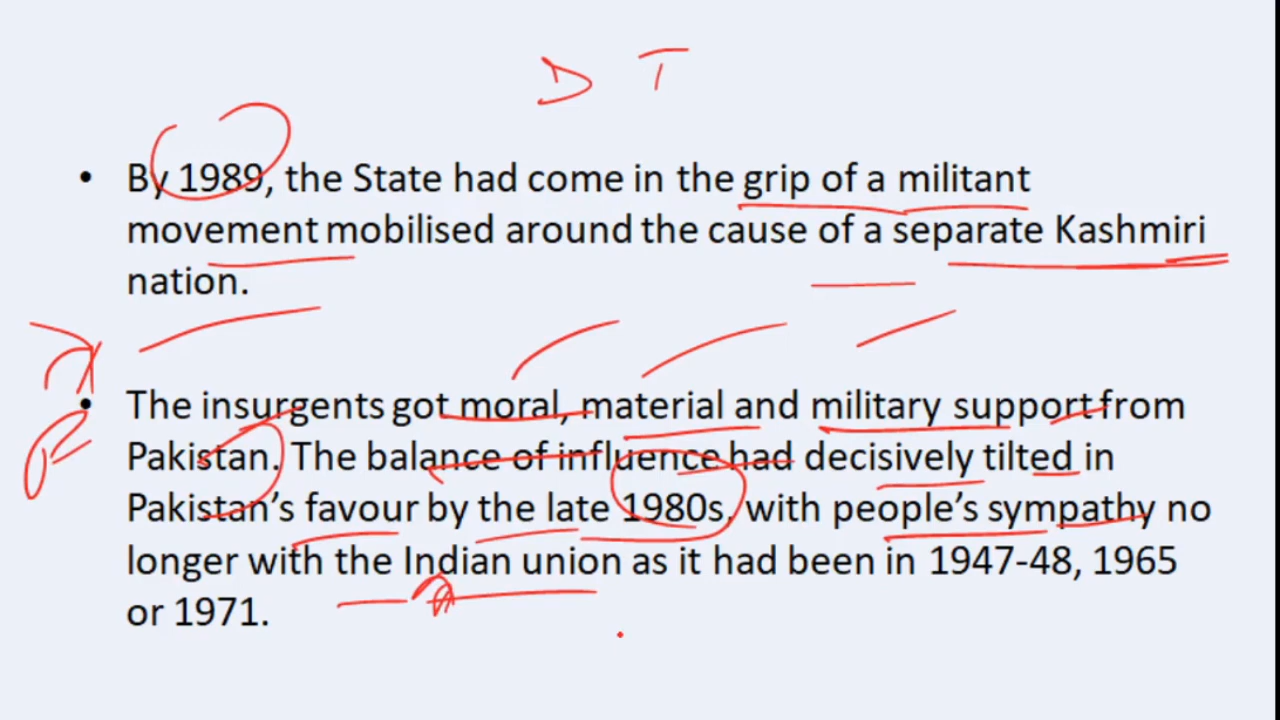 D T
• By 1989, the State had come in the grip of a militant
movement mobilised around the cause of a separate Kashmiri
nation.
• The insurgents got moral, material and military support from
Pakistan. The balance of influence had decisively tilted in
Pakistan’s favour by the late 1980s, with people’s sympathy no
longer with the Indian union as it had been in 1947-48, 1965
or 1971.